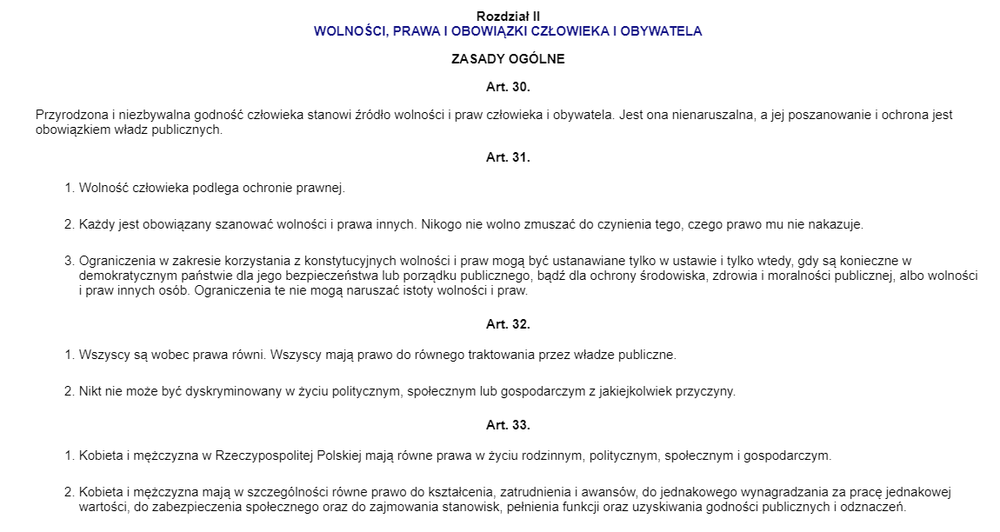 Rozdział II
WOLNOŚCI, PRAWA I OBOWIĄZKI CZŁOWIEKA I OBYWATELA
ZASADY OGÓLNE
Art. 30.
Przyrodzona i niezbywalna godność człowieka stanowi źródło wolności i praw człowieka i obywatela. Jest ona nienaruszalna, a jej poszanowanie i ochrona jest
obowiązkiem władz publicznych.
Art. 31.
1. Wolność człowieka podlega ochronie prawnej.
2. Każdy jest obowiązany szanować wolności i prawa innych. Nikogo nie wolno zmuszać do czynienia tego, czego prawo mu nie nakazuje.
3. Ograniczenia w zakresie korzystania z konstytucyjnych wolności i praw mogą być ustanawiane tylko w ustawie i tylko wtedy, gdy są konieczne w
demokratycznym państwie dla jego bezpieczeństwa lub porządku publicznego, bądź dla ochrony środowiska, zdrowia i moralności publicznej, albo wolności
i praw innych osób. Ograniczenia te nie mogą naruszać istoty wolności i praw.
Art. 32.
1. Wszyscy są wobec prawa równi. Wszyscy mają prawo do równego traktowania przez władze publiczne.
2. Nikt nie może być dyskryminowany w życiu politycznym, społecznym lub gospodarczym z jakiejkolwiek przyczyny.
Art. 33.
1. Kobieta i mężczyzna w Rzeczypospolitej Polskiej mają równe prawa w życiu rodzinnym, politycznym, społecznym i gospodarczym.
2. Kobieta i mężczyzna mają w szczególności równe prawo do kształcenia, zatrudnienia i awansów, do jednakowego wynagradzania za pracę jednakowej
wartości, do zabezpieczenia społecznego oraz do zajmowania stanowisk, pełnienia funkcji oraz uzyskiwania godności publicznych i odznaczeń.